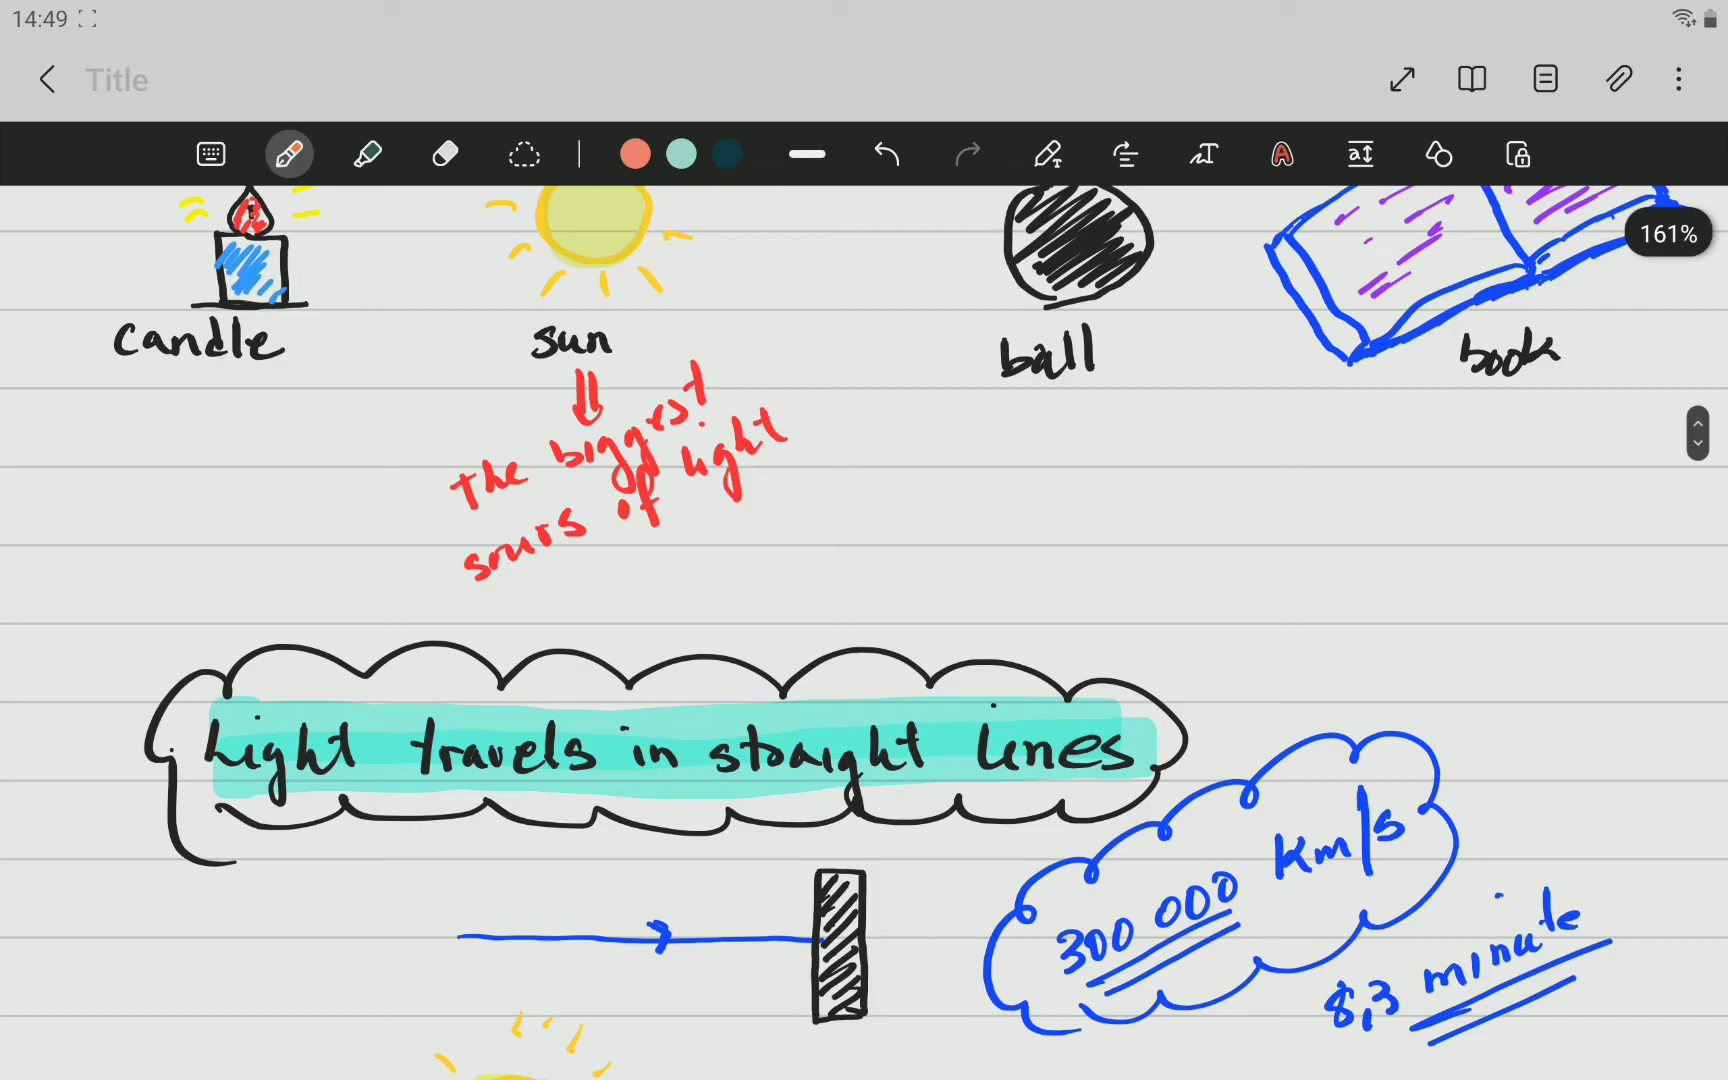 14:49
Title
161%
candle
sun
ball
book
the biggest
sours of light
Light travels in straight lines
300 000 km/s
8,3 minute